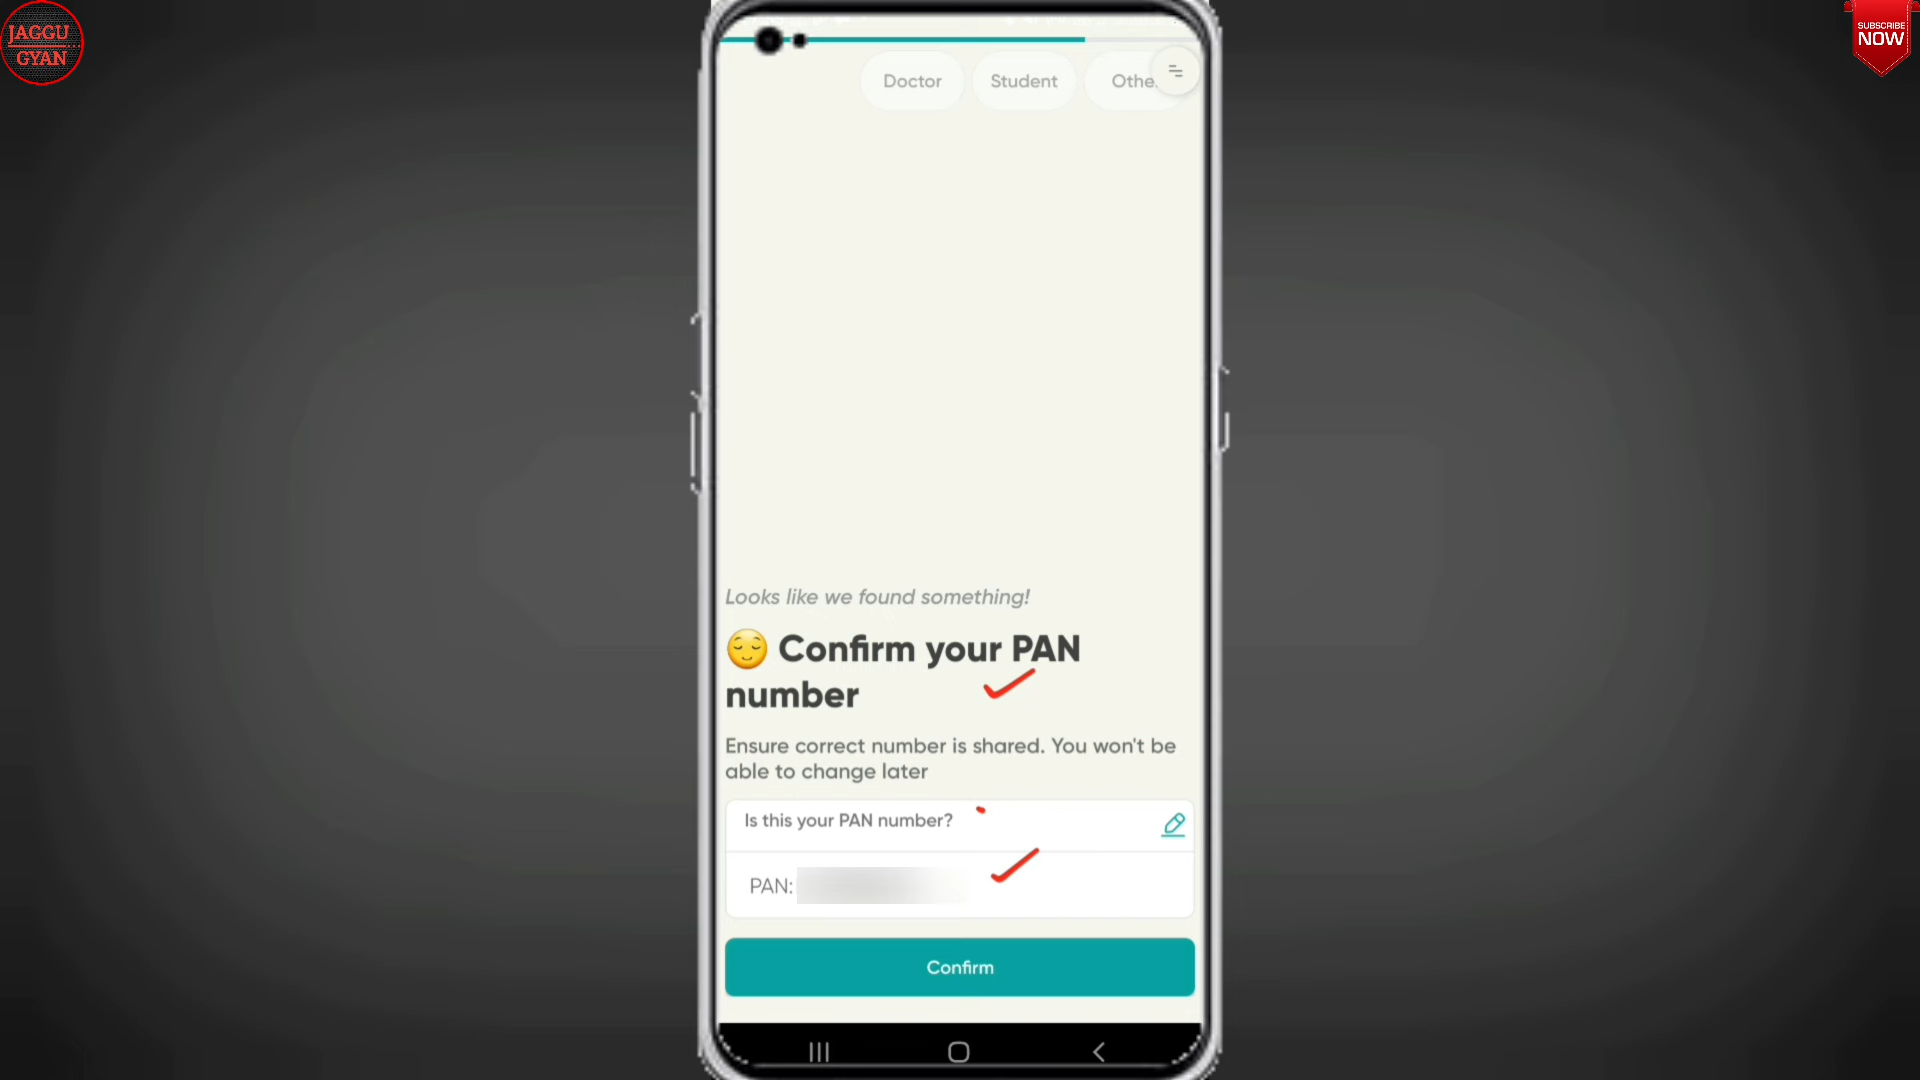 JAGGU
GYAN
SUBSCRIBE
NOW
Doctor
Student
Othe
Looks like we found something!
😌 Confirm your PAN
number
Ensure correct number is shared. You won't be
able to change later
Is this your PAN number?
PAN:
Confirm